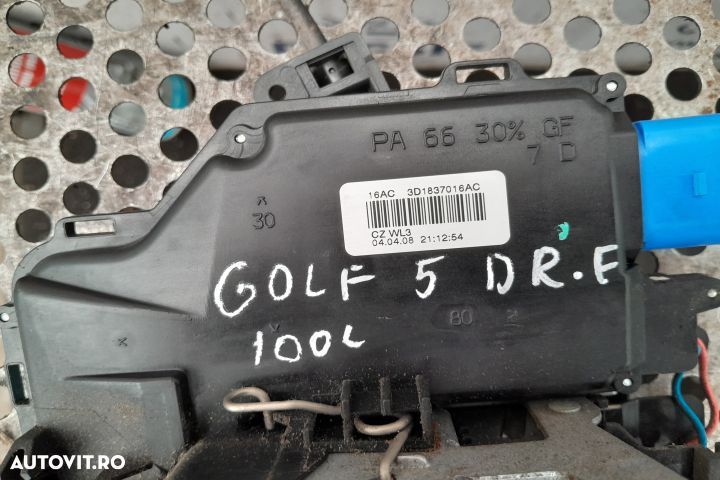 PA 66 30% GF
7 D
16AC 3D1837016AC
30
CZ WL3
04.04.08 21:12:54
GOLF 5 DR.F
100L
80 2
AUTOVIT.RO